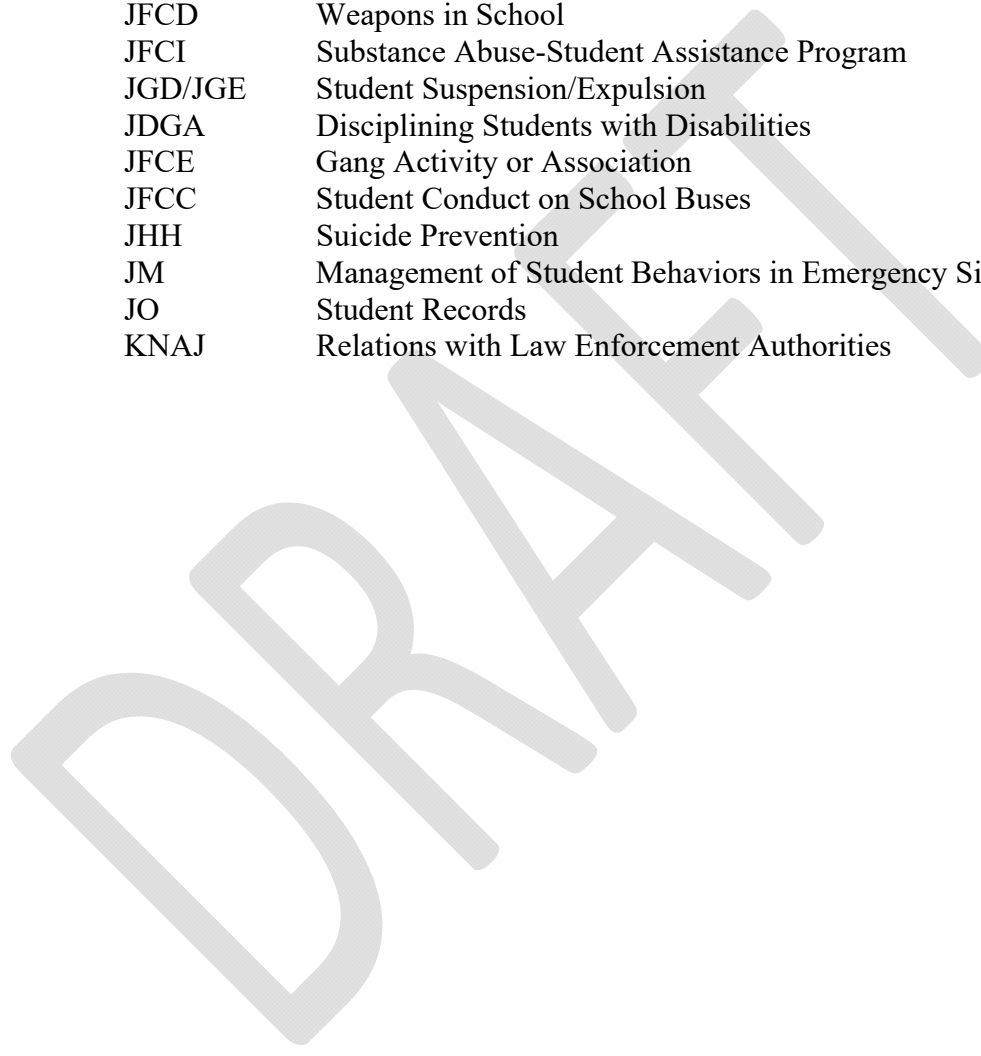 JFCD Weapons in School
JFCI Substance Abuse-Student Assistance Program
JGD/JGE Student Suspension/Expulsion
JDGA Disciplining Students with Disabilities
JFCE Gang Activity or Association
JFCC Student Conduct on School Buses
JHH Suicide Prevention
JM Management of Student Behaviors in Emergency Si
JO Student Records
KNAJ Relations with Law Enforcement Authorities
DRAFT